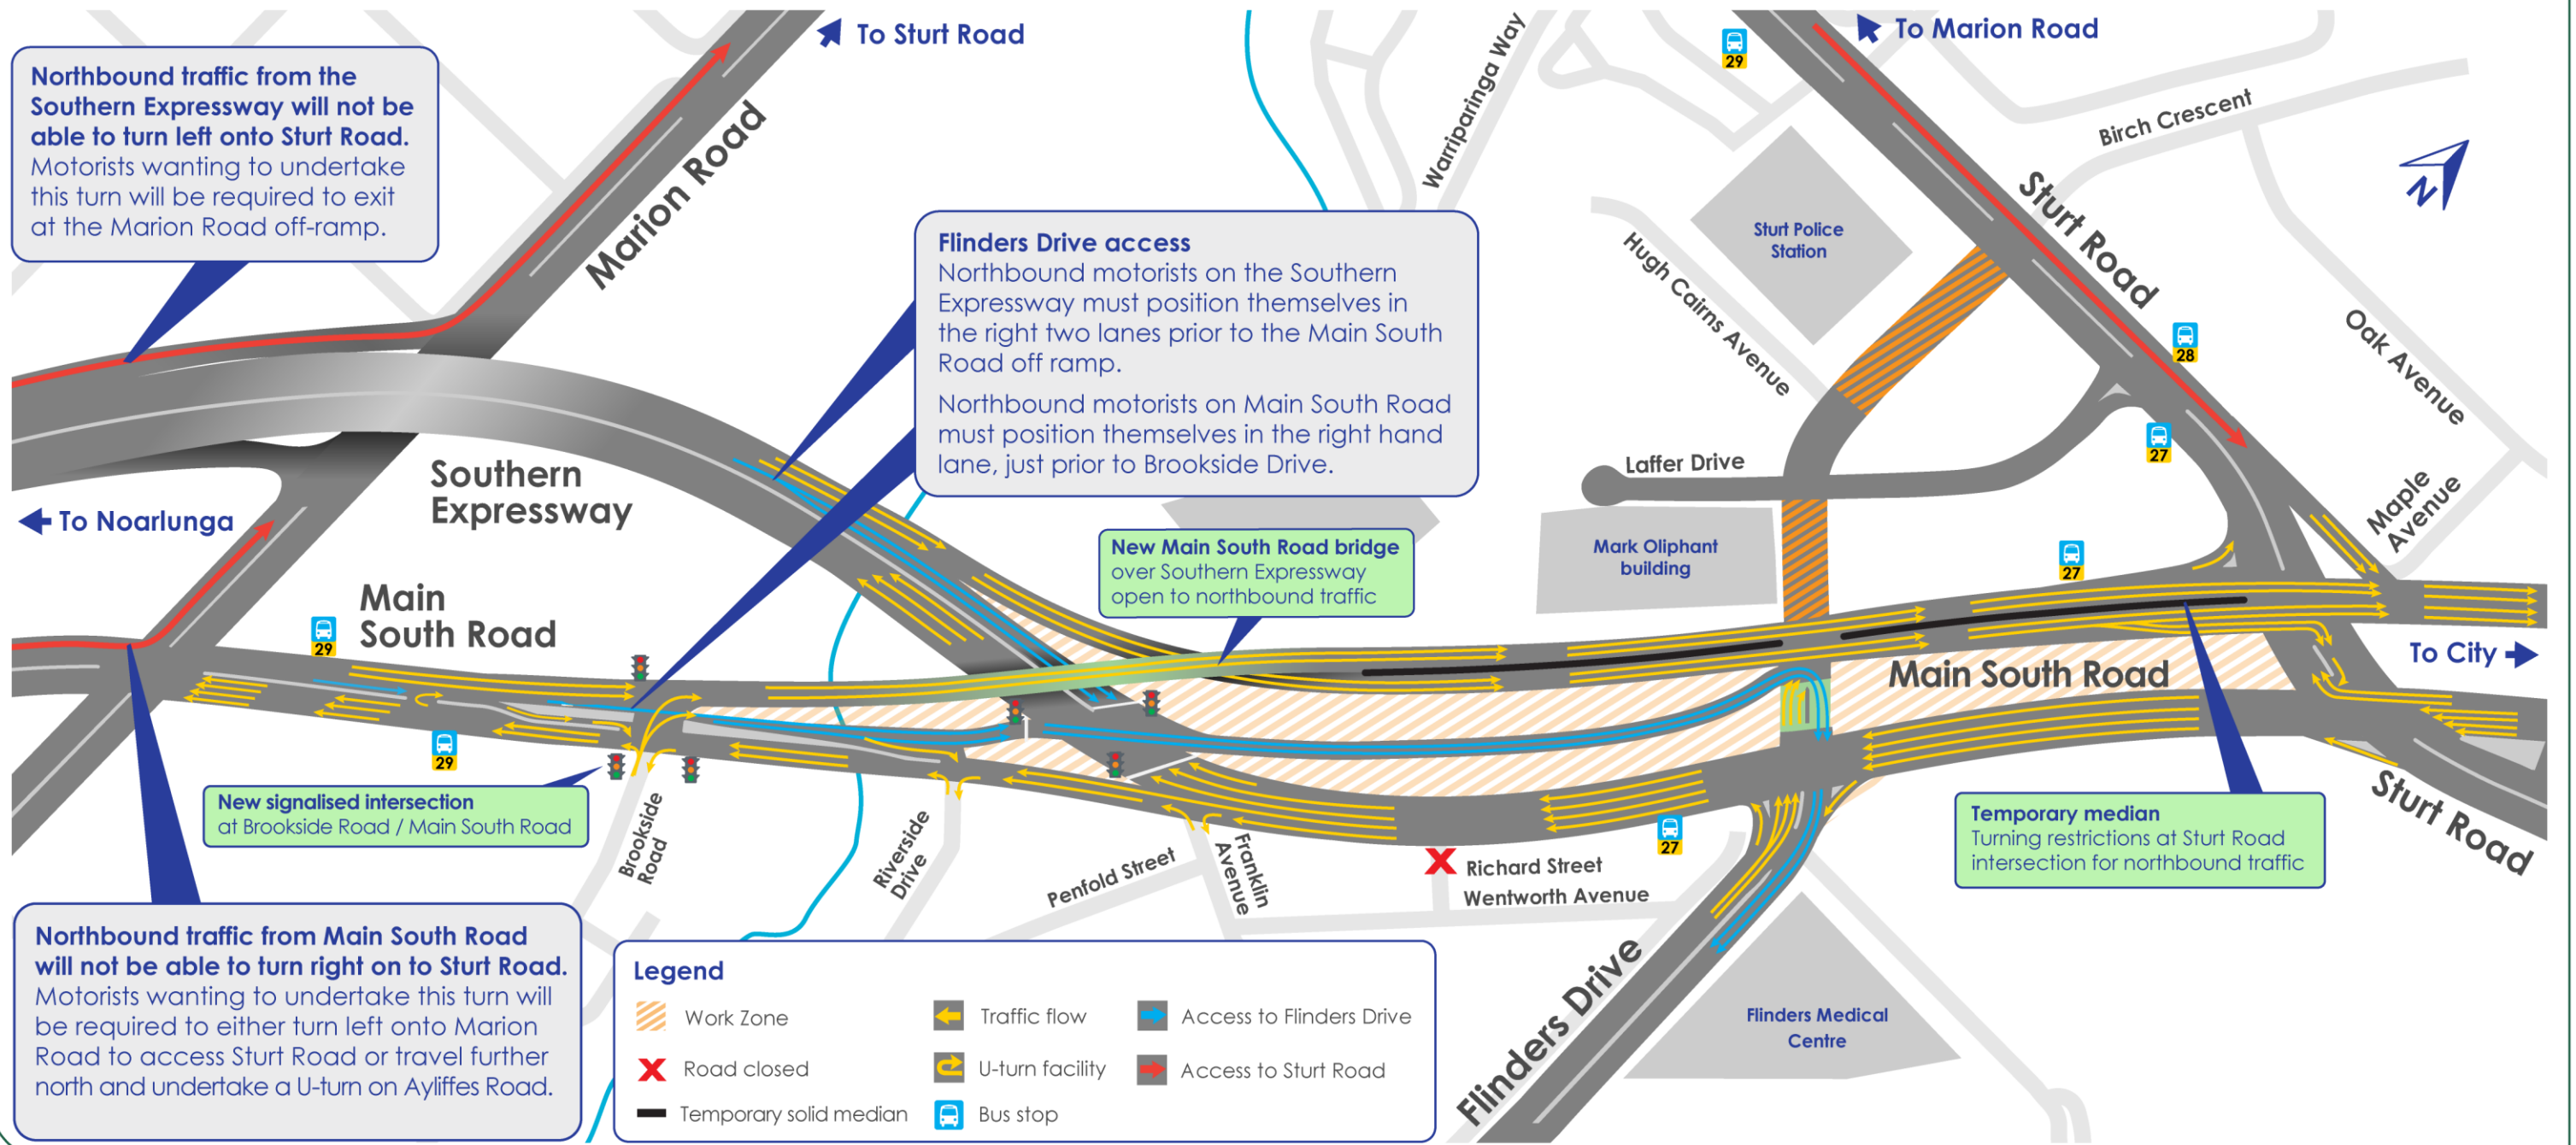 To Sturt Road
To Marion Road
Northbound traffic from the
Southern Expressway will not be
able to turn left onto Sturt Road.
Motorists wanting to undertake
this turn will be required to exit
at the Marion Road off-ramp.
Marion Road
Warriparinga Way
29
Birch Crescent
N
Sturt Police
Station
Sturt Road
Hugh Cairns Avenue
Oak Avenue
28
27
Flinders Drive access
Northbound motorists on the Southern
Expressway must position themselves in
the right two lanes prior to the Main South
Road off ramp.
Northbound motorists on Main South Road
must position themselves in the right hand
lane, just prior to Brookside Drive.
Southern
Expressway
To Noarlunga
Laffer Drive
Maple
Avenue
New Main South Road bridge
over Southern Expressway
open to northbound traffic
Mark Oliphant
building
27
Main
South Road
29
To City
Main South Road
29
New signalised intersection
at Brookside Road / Main South Road
Brookside
Road
Riverside
Drive
Penfold Street
Franklin
Avenue
Richard Street
Wentworth Avenue
27
Temporary median
Turning restrictions at Sturt Road
intersection for northbound traffic
Sturt Road
Northbound traffic from Main South Road
will not be able to turn right on to Sturt Road.
Motorists wanting to undertake this turn will
be required to either turn left onto Marion
Road to access Sturt Road or travel further
north and undertake a U-turn on Ayliffes Road.
Flinders Drive
Flinders Medical
Centre
Legend
Work Zone
Traffic flow
Access to Flinders Drive
Road closed
U-turn facility
Access to Sturt Road
Temporary solid median
Bus stop